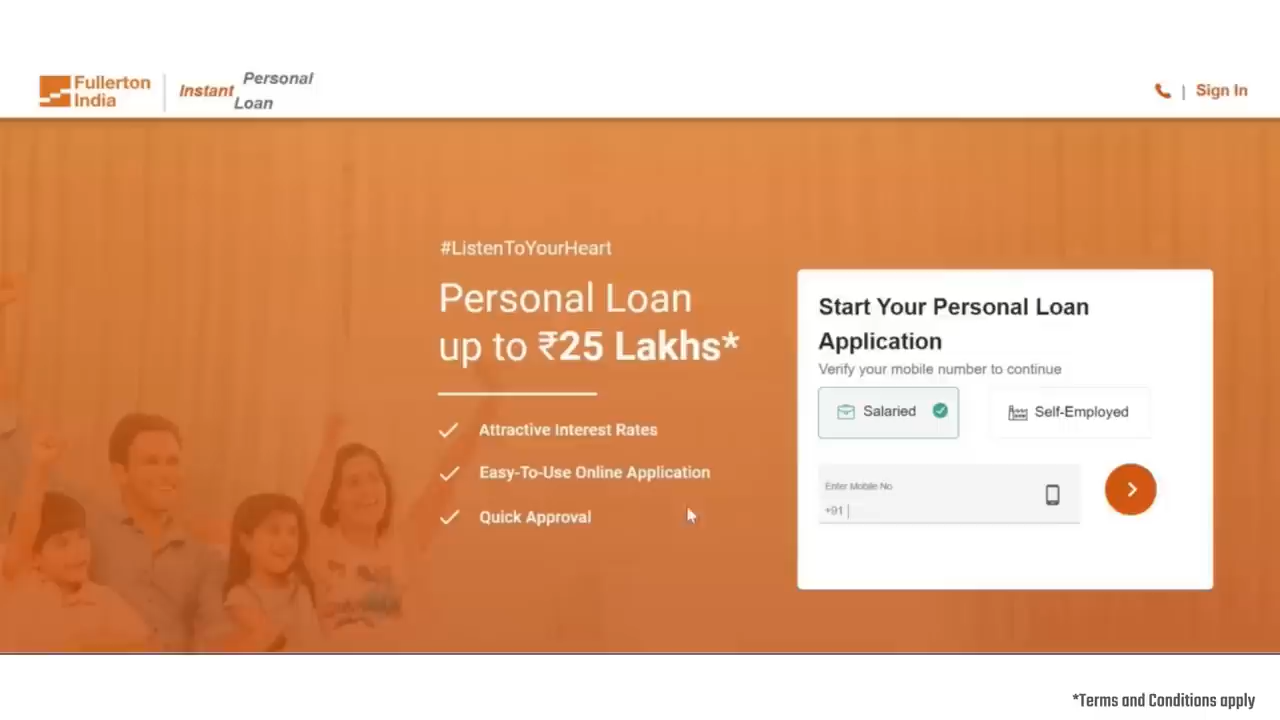 Fullerton
India
Instant Personal
Loan
| Sign In
#ListenToYourHeart
Personal Loan
up to ₹25 Lakhs*
Attractive Interest Rates
Easy-To-Use Online Application
Quick Approval
Start Your Personal Loan
Application
Verify your mobile number to continue
Salaried
Self-Employed
Enter Mobile No
+91
*Terms and Conditions apply